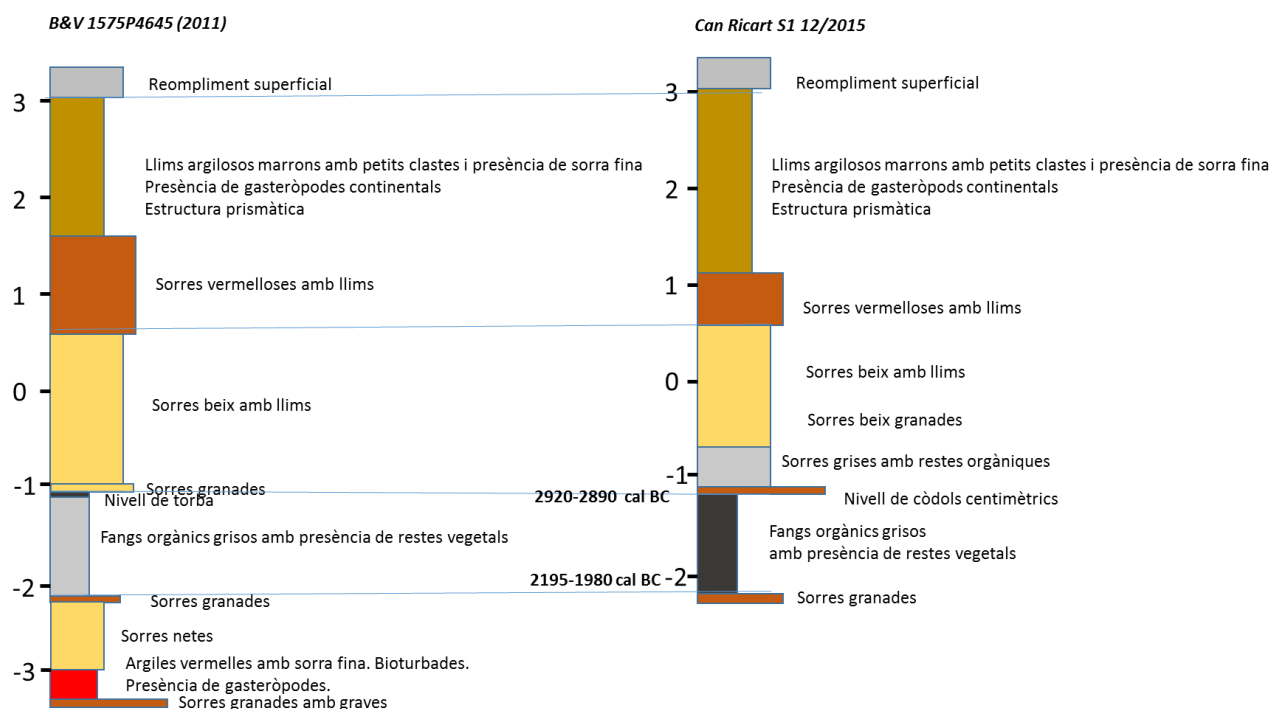 B&V 1575P4645 (2011)
3
2
1
0
-1
-2
-3
Reompliment superficial
Llims argilosos marrons amb petits clastes i presència de sorra fina
Presència de gasteròpodes continentals
Estructura prismàtica
Sorres vermelloses amb llims
Sorres beix amb llims
Sorres granades
Nivell de torba
Fangs orgànics grisos amb presència de restes vegetals
Sorres granades
Sorres netes
Argiles vermelles amb sorra fina. Bioturbades.
Presència de gasteròpodes.
Sorres granades amb graves
2920-2890 cal BC
2195-1980 cal BC
Can Ricart S1 12/2015
3
2
1
0
-1
-2
Reompliment superficial
Llims argilosos marrons amb petits clastes i presència de sorra fina
Presència de gasteròpods continentals
Estructura prismàtica
Sorres vermelloses amb llims
Sorres beix amb llims
Sorres beix granades
Sorres grises amb restes orgàniques
Nivell de còdols centimètrics
Fangs orgànics grisos
amb presència de restes vegetals
Sorres granades